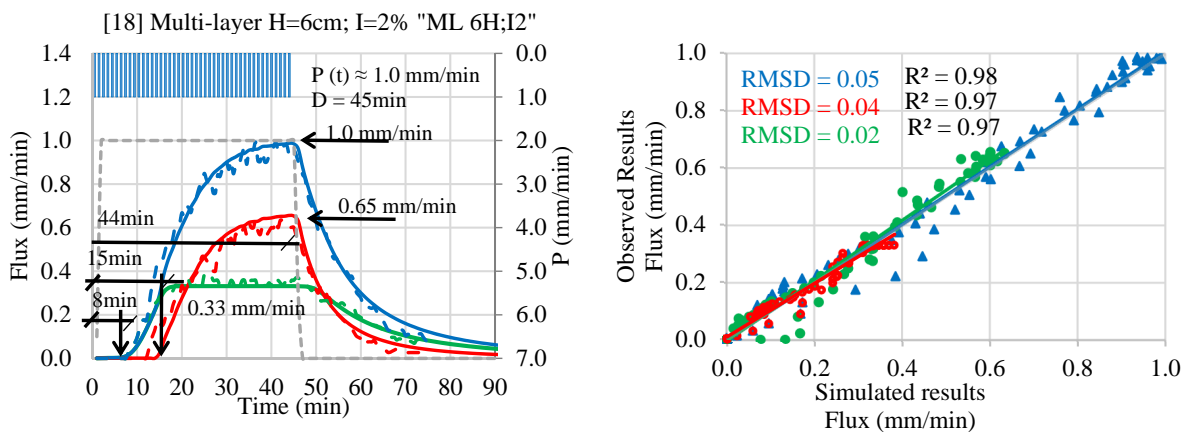 [18] Multi-layer H=6cm; I=2% "ML 6H;I2"
1.4
1.2
1.0
0.8
0.6
0.4
0.2
0.0
Flux (mm/min)
0.0
1.0
2.0
3.0
4.0
5.0
6.0
7.0
P (mm/min)
P (t) ≈ 1.0 mm/min
D = 45min
1.0 mm/min
0.65 mm/min
44min
15min
8min
0.33 mm/min
0 10 20 30 40 50 60 70 80 90
Time (min)
1.0
0.8
0.6
0.4
0.2
0.0
Observed Results
Flux (mm/min)
RMSD = 0.05 R² = 0.98
RMSD = 0.04 R² = 0.97
RMSD = 0.02 R² = 0.97
0.0 0.2 0.4 0.6 0.8 1.0
Simulated results
Flux (mm/min)